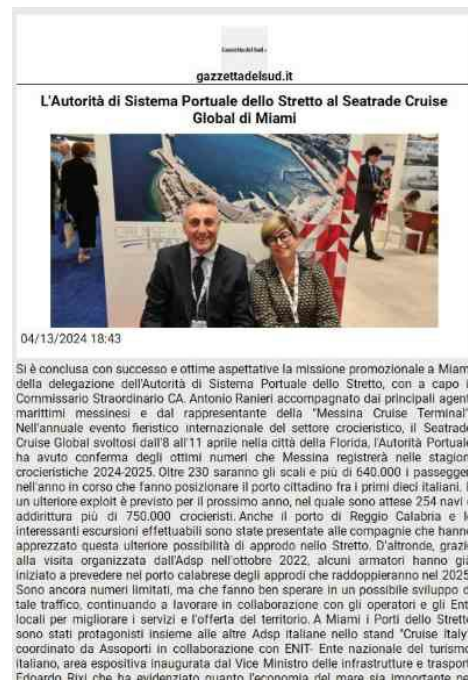 Gazzetta del Sud
gazzettadelsud.it
L'Autorità di Sistema Portuale dello Stretto al Seatrade Cruise
Global di Miami
04/13/2024 18:43
Si è conclusa con successo e ottime aspettative la missione promozionale a Miam
della delegazione dell'Autorità di Sistema Portuale dello Stretto, con a capo i
Commissario Straordinario CA. Antonio Ranieri accompagnato dai principali agent
marittimi messinesi e dal rappresentante della "Messina Cruise Terminal"
Nell'annuale evento fieristico internazionale del settore crocieristico, il Seatrade
Cruise Global svoltosi dall'8 all'11 aprile nella città della Florida, l'Autorità Portuale
ha avuto conferma degli ottimi numeri che Messina registrerà nelle stagion
crocieristiche 2024-2025. Oltre 230 saranno gli scali e più di 640.000 i passegger
nell'anno in corso che fanno posizionare il porto cittadino fra i primi dieci italiani.
un ulteriore exploit è previsto per il prossimo anno, nel quale sono attese 254 navi
addirittura più di 750.000 crocieristi. Anche il porto di Reggio Calabria e l
interessanti escursioni effettuabili sono state presentate alle compagnie che hanno
apprezzato questa ulteriore possibilità di approdo nello Stretto. D'altronde, grazi
alla visita organizzata dall'Adsp nell'ottobre 2022, alcuni armatori hanno già
iniziato a prevedere nel porto calabrese degli approdi che raddoppieranno nel 2025
Sono ancora numeri limitati, ma che fanno ben sperare in un possibile sviluppo d
tale traffico, continuando a lavorare in collaborazione con gli operatori e gli Ent
locali per migliorare i servizi e l'offerta del territorio. A Miami i Porti dello Strett
sono stati protagonisti insieme alle altre Adsp italiane nello stand "Cruise Italy"
coordinato da Assoporti in collaborazione con ENIT- Ente nazionale del turismo
italiano, area espositiva inaugurata dal Vice Ministro delle infrastrutture e trasport
Edoardo Rixi che ha evidenziato quanto l'economia del mare sia importante pe